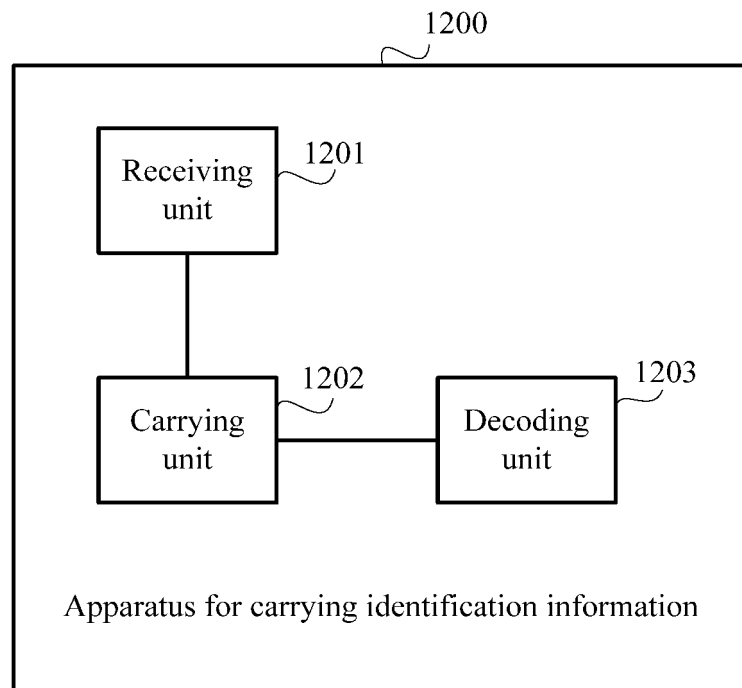 1200
Receiving
unit
1201
Carrying
unit
1202
Decoding
unit
1203
Apparatus for carrying identification information